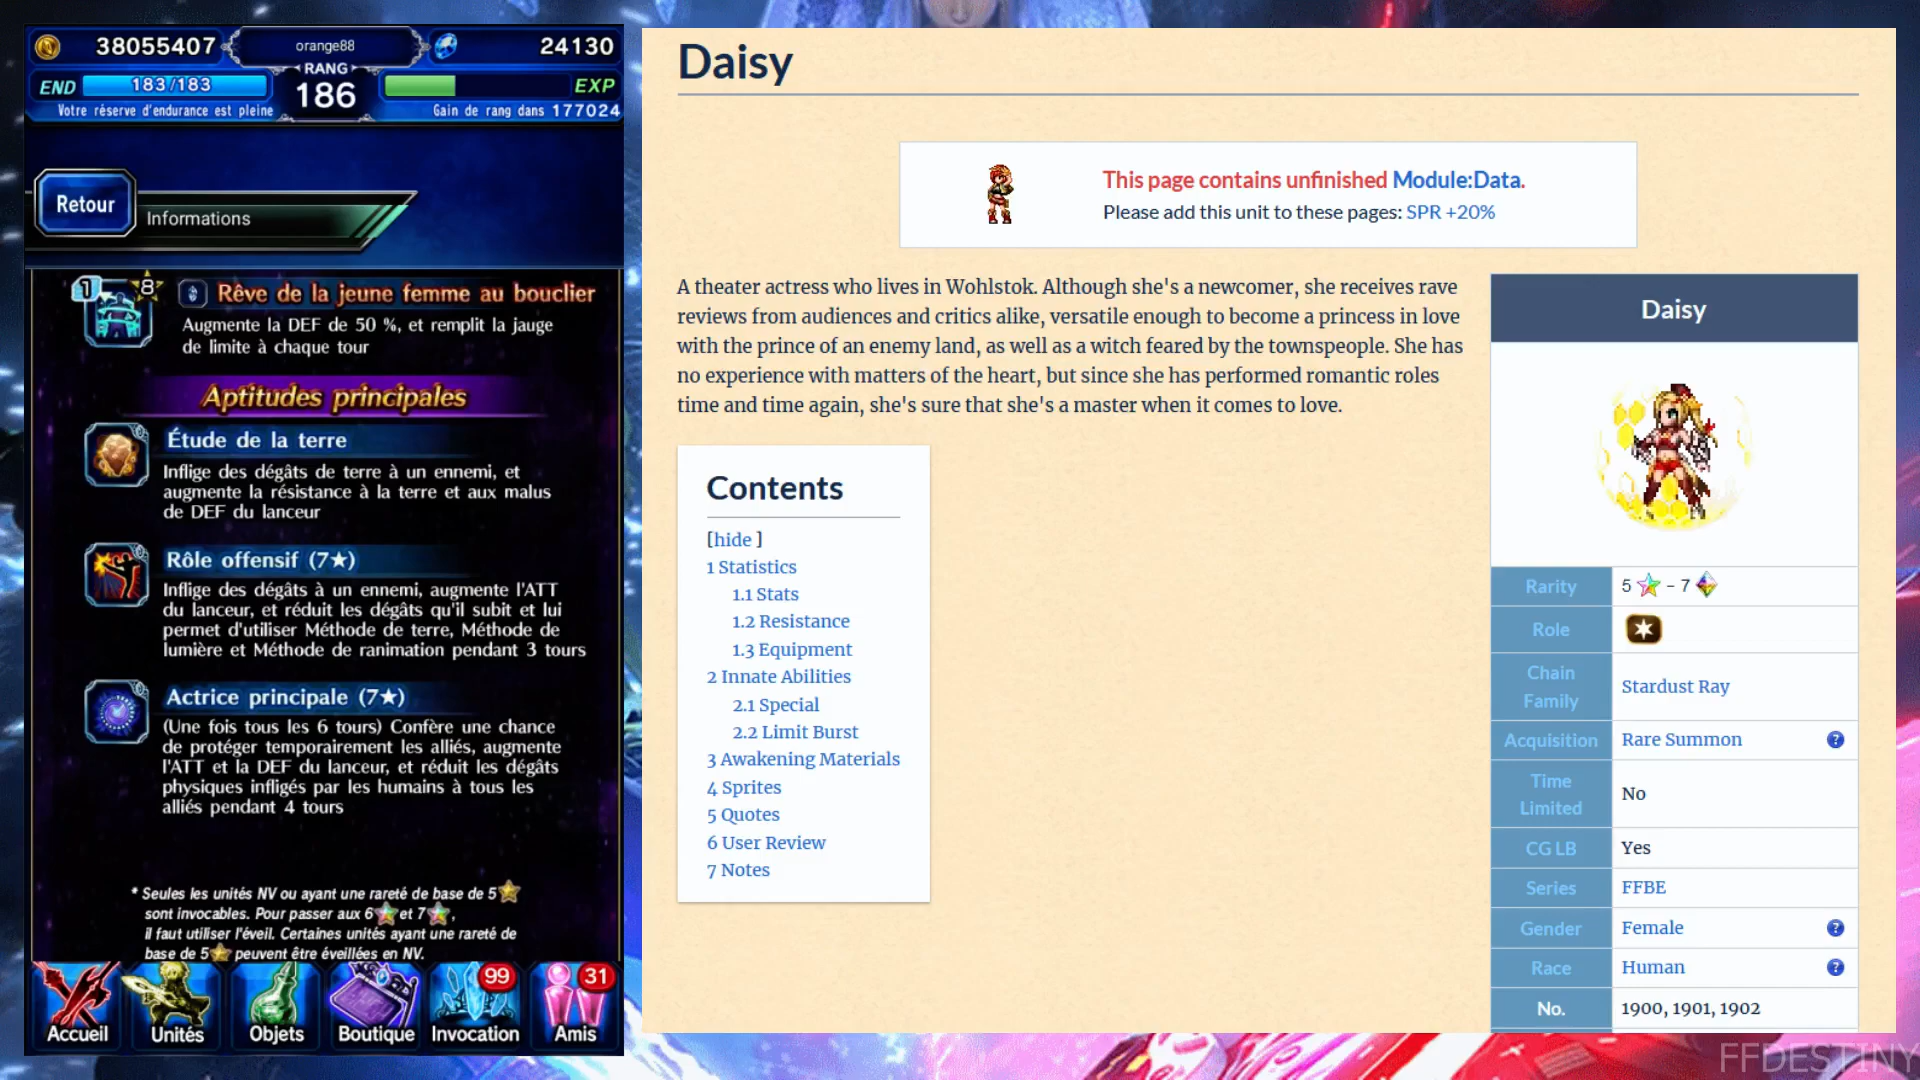 38055407
orange88
24130
RANG
186
END
183/183
EXP
Votre réserve d'endurance est pleine
Gain de rang dans 177024
Retour
Informations
1
8
Rêve de la jeune femme au bouclier
Augmente la DEF de 50 %, et remplit la jauge
de limite à chaque tour
Aptitudes principales
Étude de la terre
Inflige des dégâts de terre à un ennemi, et
augmente la résistance à la terre et aux malus
de DEF du lanceur
Rôle offensif (7★)
Inflige des dégâts à un ennemi, augmente l'ATT
du lanceur, et réduit les dégâts qu'il subit et lui
permet d'utiliser Méthode de terre, Méthode de
lumière et Méthode de ranimation pendant 3 tours
Actrice principale (7★)
(Une fois tous les 6 tours) Confère une chance
de protéger temporairement les alliés, augmente
l'ATT et la DEF du lanceur, et réduit les dégâts
physiques infligés par les humains à tous les
alliés pendant 4 tours
* Seules les unités NV ou ayant une rareté de base de 5
sont invocables. Pour passer aux 6 et 7 ,
il faut utiliser l'éveil. Certaines unités ayant une rareté de
base de 5 peuvent être éveillées en NV.
99
31
Accueil
Unités
Objets
Boutique
Invocation
Amis
Daisy
This page contains unfinished Module:Data.
Please add this unit to these pages: SPR +20%
A theater actress who lives in Wohlstok. Although she's a newcomer, she receives rave
reviews from audiences and critics alike, versatile enough to become a princess in love
with the prince of an enemy land, as well as a witch feared by the townspeople. She has
no experience with matters of the heart, but since she has performed romantic roles
time and time again, she's sure that she's a master when it comes to love.
Contents
[hide ]
1 Statistics
1.1 Stats
1.2 Resistance
1.3 Equipment
2 Innate Abilities
2.1 Special
2.2 Limit Burst
3 Awakening Materials
4 Sprites
5 Quotes
6 User Review
7 Notes
Daisy
Rarity
5 - 7
Role
Chain
Family
Stardust Ray
Acquisition
Rare Summon
?
Time
Limited
No
CG LB
Yes
Series
FFBE
Gender
Female
?
Race
Human
?
No.
1900, 1901, 1902
FFDESTINY